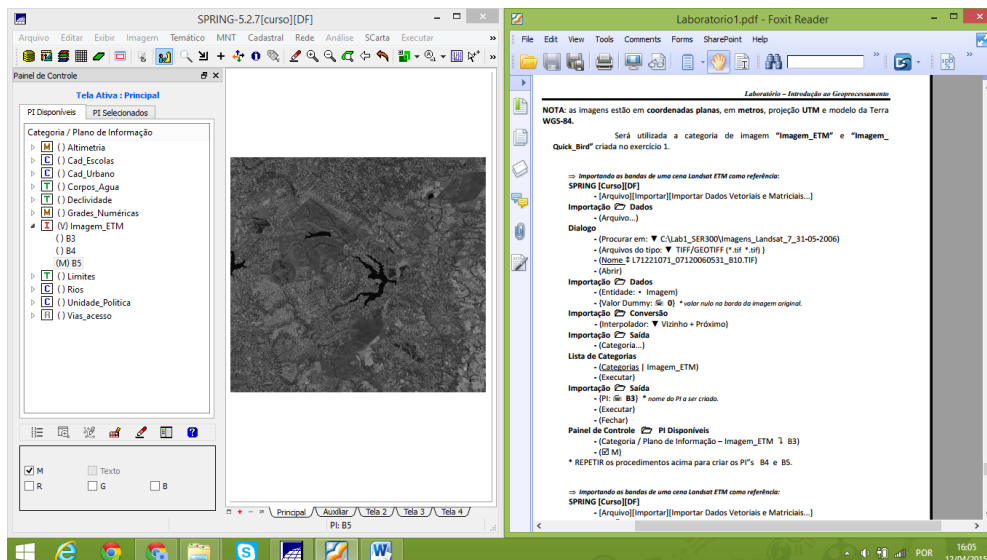 SPRING-5.2.7[curso][DF]
Arquivo Editar Exibir Imagem Temático MNT Cadastral Rede Análise SCarta Executar »
Painel de Controle
Tela Ativa : Principal
PI Disponíveis PI Selecionados
Categoria / Plano de Informação
M () Altimetria
C () Cad_Escolas
C () Cad_Urbano
T () Corpos_Agua
T () Declividade
M () Grades_Numéricas
I (V) Imagem_ETM
() B3
() B4
(M) B5
T () Limites
C () Rios
C () Unidade_Politica
R () Vias_acesso
M Texto
R G B
Principal Auxiliar Tela 2 Tela 3 Tela 4
PI: B5
Laboratorio1.pdf - Foxit Reader
File Edit View Tools Comments Forms SharePoint Help
Laboratório – Introdução ao Geoprocessamento
NOTA: as imagens estão em coordenadas planas, em metros, projeção UTM e modelo da Terra
WGS-84.
Será utilizada a categoria de imagem "Imagem_ETM" e "Imagem_
Quick_Bird" criada no exercício 1.
⇒ Importando as bandas de uma cena Landsat ETM como referência:
SPRING [Curso][DF]
- [Arquivo][Importar][Importar Dados Vetoriais e Matriciais...]
Importação Dados
- (Arquivo...)
Dialogo
- (Procurar em: ▼ C:\Lab1_SER300\Imagens_Landsat_7_31-05-2006)
- (Arquivos do tipo: ▼ TIFF/GEOTIFF (*.tif *.tif) )
- (Nome ⇕ L71221071_07120060531_B10.TIF)
- (Abrir)
Importação Dados
- (Entidade: • Imagem)
- {Valor Dummy: 0} * valor nulo na borda da imagem original.
Importação Conversão
- (Interpolador: ▼ Vizinho + Próximo)
Importação Saída
- (Categoria...)
Lista de Categorias
- (Categorias | Imagem_ETM)
- (Executar)
Importação Saída
- {PI: B3} * nome do PI a ser criado.
- (Executar)
- (Fechar)
Painel de Controle PI Disponíveis
- (Categoria / Plano de Informação – Imagem_ETM B3)
- (☑ M)
* REPETIR os procedimentos acima para criar os PI"s B4 e B5.
⇒ Importando as bandas de uma cena Landsat ETM como referência:
SPRING [Curso][DF]
- [Arquivo][Importar][Importar Dados Vetoriais e Matriciais...]
POR
16:05
12/04/2015